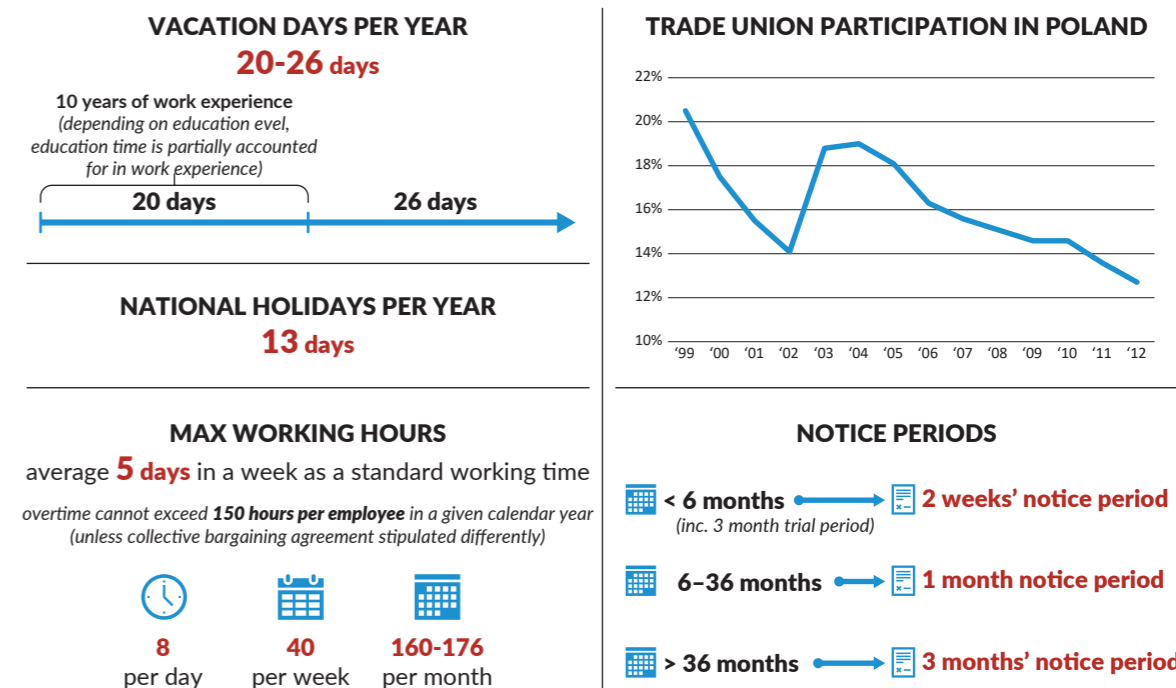 VACATION DAYS PER YEAR
20-26 days
10 years of work experience
(depending on education evel,
education time is partially accounted
for in work experience)
20 days
26 days
NATIONAL HOLIDAYS PER YEAR
13 days
MAX WORKING HOURS
average 5 days in a week as a standard working time
overtime cannot exceed 150 hours per employee in a given calendar year
(unless collective bargaining agreement stipulated differently)
8
per day
40
per week
160-176
per month
TRADE UNION PARTICIPATION IN POLAND
22%
20%
18%
16%
14%
12%
10%
‘99 ‘00 ‘01 ‘02 ‘03 ‘04 ‘05 ‘06 ‘07 ‘08 ‘09 ‘10 ‘11 ‘12
NOTICE PERIODS
< 6 months 2 weeks’ notice period
(inc. 3 month trial period)
6–36 months 1 month notice period
> 36 months 3 months’ notice period